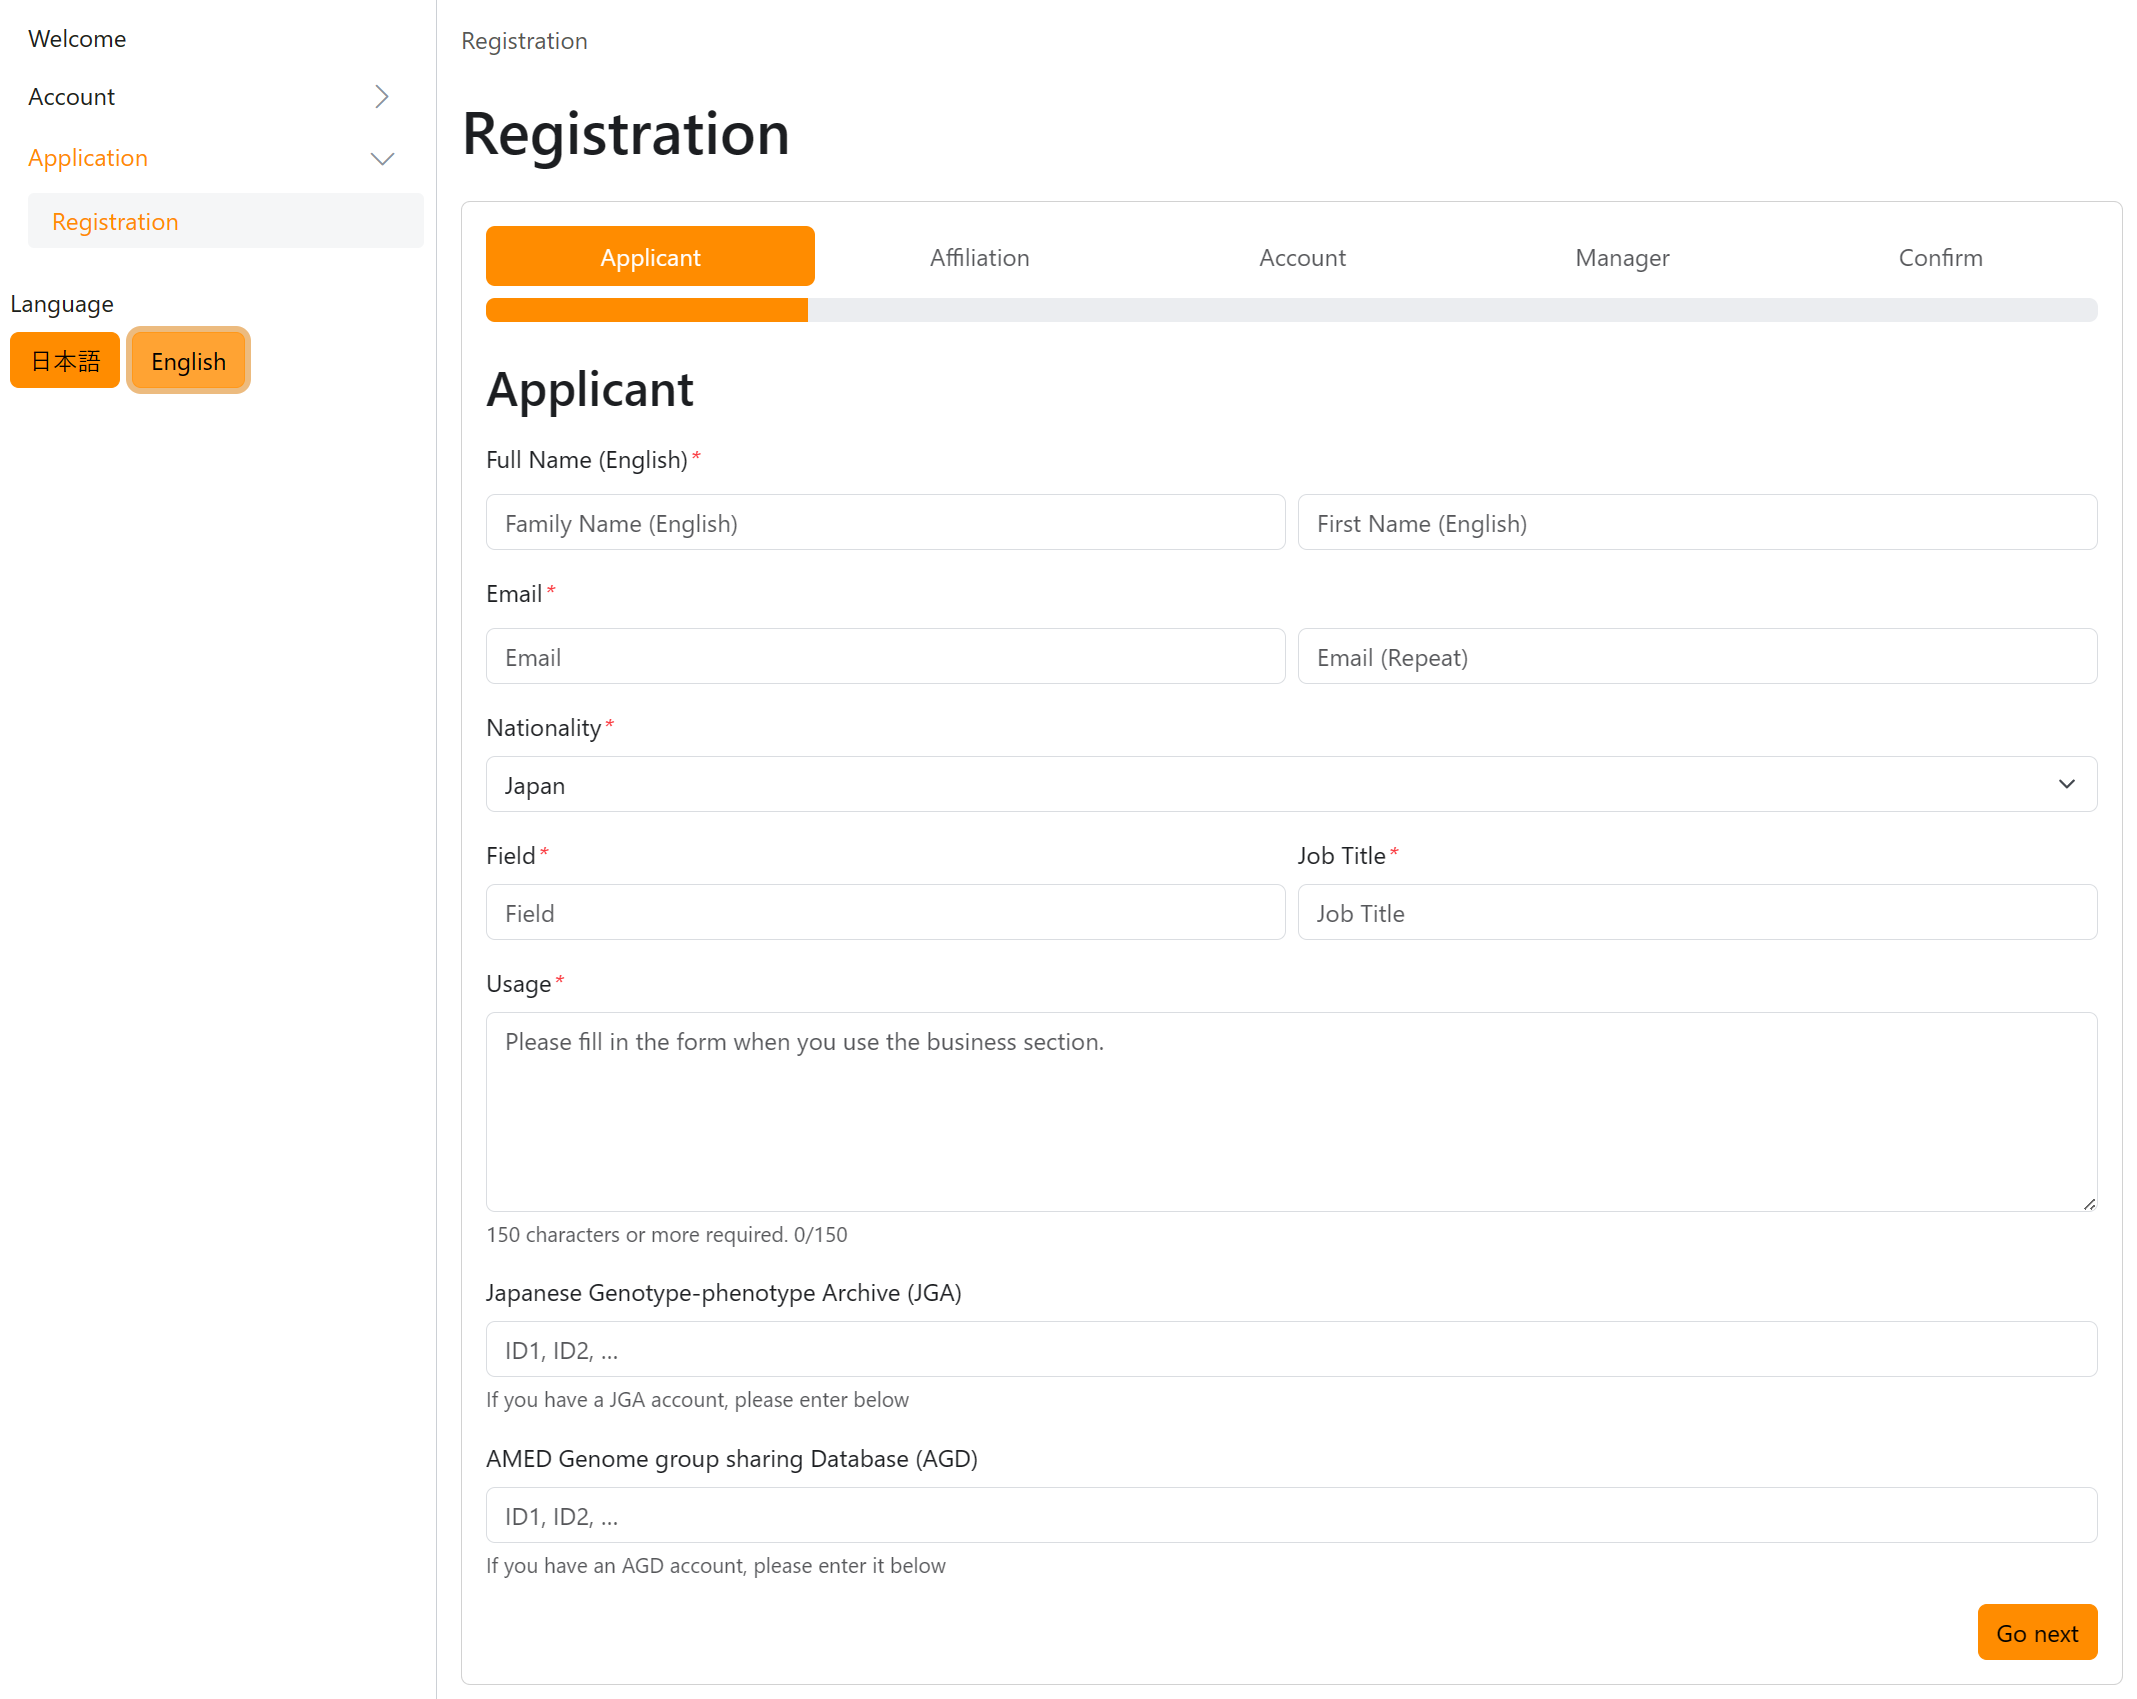 Welcome
Account
Application
Registration
Language
日本語 English
Registration
Registration
Applicant Affiliation Account Manager Confirm
Applicant
Full Name (English)*
Family Name (English) First Name (English)
Email*
Email Email (Repeat)
Nationality*
Japan
Field* Job Title*
Field Job Title
Usage*
Please fill in the form when you use the business section.
150 characters or more required. 0/150
Japanese Genotype-phenotype Archive (JGA)
ID1, ID2, ...
If you have a JGA account, please enter below
AMED Genome group sharing Database (AGD)
ID1, ID2, ...
If you have an AGD account, please enter it below
Go next